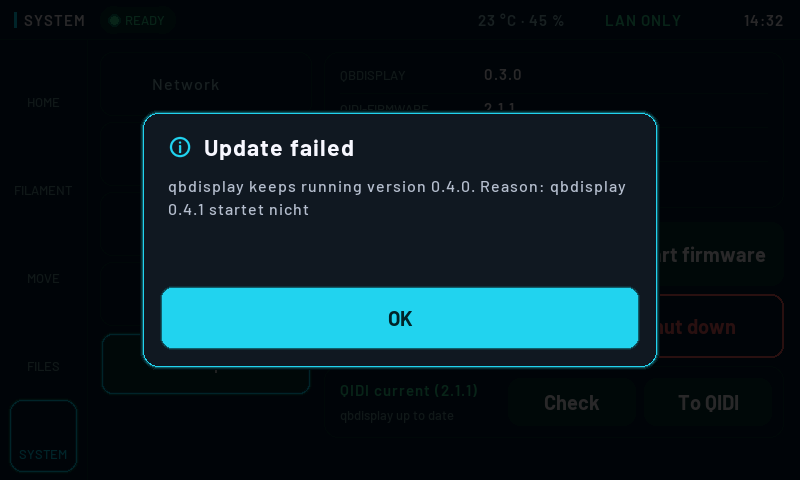 SYSTEM
READY
23 °C · 45 %
LAN ONLY
14:32
Network
QBDISPLAY
0.3.0
HOME
QIDI-FIRMWARE
2.1.1
Update failed
qbdisplay keeps running version 0.4.0. Reason: qbdisplay
0.4.1 startet nicht
FILAMENT
firmware
MOVE
OK
down
FILES
QIDI current (2.1.1)
qbdisplay up to date
Check
To QIDI
SYSTEM